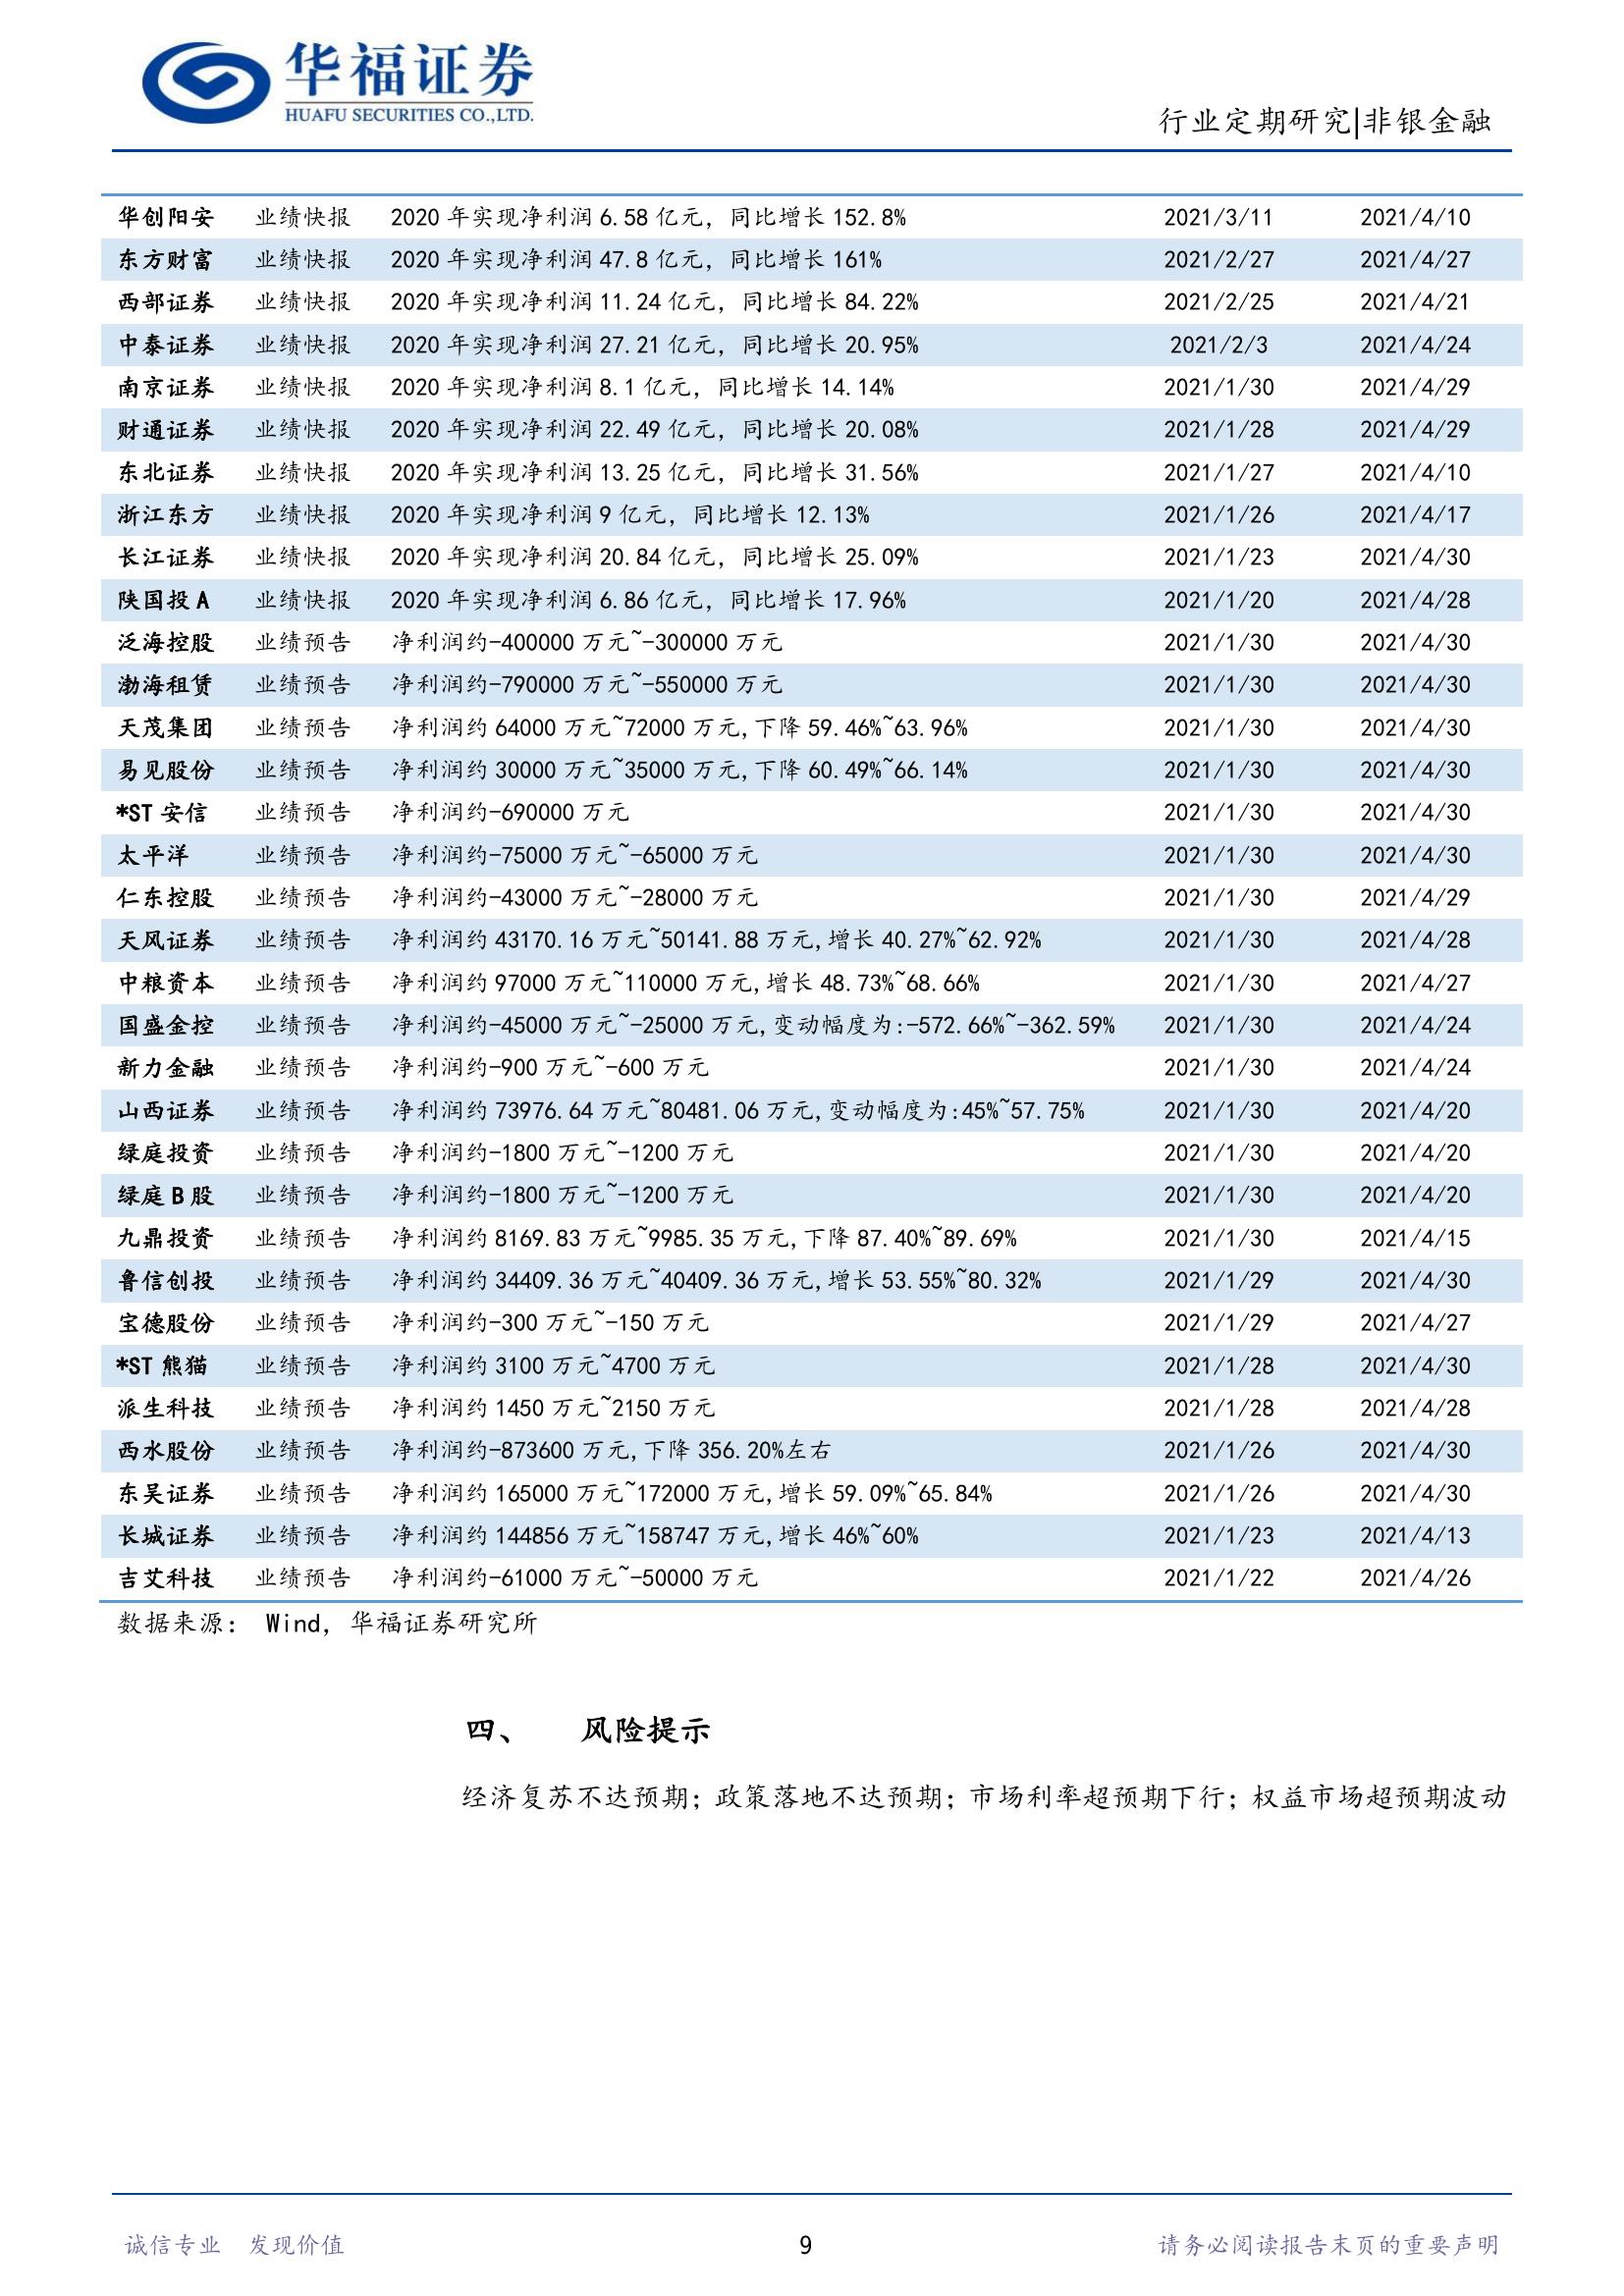 华福证券
HUAFU SECURITIES CO.,LTD.
行业定期研究|非银金融
华创阳安 业绩快报 2020 年实现净利润 6.58 亿元，同比增长 152.8% 2021/3/11 2021/4/10
东方财富 业绩快报 2020 年实现净利润 47.8 亿元，同比增长 161% 2021/2/27 2021/4/27
西部证券 业绩快报 2020 年实现净利润 11.24 亿元，同比增长 84.22% 2021/2/25 2021/4/21
中泰证券 业绩快报 2020 年实现净利润 27.21 亿元，同比增长 20.95% 2021/2/3 2021/4/24
南京证券 业绩快报 2020 年实现净利润 8.1 亿元，同比增长 14.14% 2021/1/30 2021/4/29
财通证券 业绩快报 2020 年实现净利润 22.49 亿元，同比增长 20.08% 2021/1/28 2021/4/29
东北证券 业绩快报 2020 年实现净利润 13.25 亿元，同比增长 31.56% 2021/1/27 2021/4/10
浙江东方 业绩快报 2020 年实现净利润 9 亿元，同比增长 12.13% 2021/1/26 2021/4/17
长江证券 业绩快报 2020 年实现净利润 20.84 亿元，同比增长 25.09% 2021/1/23 2021/4/30
陕国投 A 业绩快报 2020 年实现净利润 6.86 亿元，同比增长 17.96% 2021/1/20 2021/4/28
泛海控股 业绩预告 净利润约-400000 万元~-300000 万元 2021/1/30 2021/4/30
渤海租赁 业绩预告 净利润约-790000 万元~-550000 万元 2021/1/30 2021/4/30
天茂集团 业绩预告 净利润约 64000 万元~72000 万元,下降 59.46%~63.96% 2021/1/30 2021/4/30
易见股份 业绩预告 净利润约 30000 万元~35000 万元,下降 60.49%~66.14% 2021/1/30 2021/4/30
*ST 安信 业绩预告 净利润约-690000 万元 2021/1/30 2021/4/30
太平洋 业绩预告 净利润约-75000 万元~-65000 万元 2021/1/30 2021/4/30
仁东控股 业绩预告 净利润约-43000 万元~-28000 万元 2021/1/30 2021/4/29
天风证券 业绩预告 净利润约 43170.16 万元~50141.88 万元,增长 40.27%~62.92% 2021/1/30 2021/4/28
中粮资本 业绩预告 净利润约 97000 万元~110000 万元,增长 48.73%~68.66% 2021/1/30 2021/4/27
国盛金控 业绩预告 净利润约-45000 万元~-25000 万元,变动幅度为:-572.66%~-362.59% 2021/1/30 2021/4/24
新力金融 业绩预告 净利润约-900 万元~-600 万元 2021/1/30 2021/4/24
山西证券 业绩预告 净利润约 73976.64 万元~80481.06 万元,变动幅度为:45%~57.75% 2021/1/30 2021/4/20
绿庭投资 业绩预告 净利润约-1800 万元~-1200 万元 2021/1/30 2021/4/20
绿庭 B 股 业绩预告 净利润约-1800 万元~-1200 万元 2021/1/30 2021/4/20
九鼎投资 业绩预告 净利润约 8169.83 万元~9985.35 万元,下降 87.40%~89.69% 2021/1/30 2021/4/15
鲁信创投 业绩预告 净利润约 34409.36 万元~40409.36 万元,增长 53.55%~80.32% 2021/1/29 2021/4/30
宝德股份 业绩预告 净利润约-300 万元~-150 万元 2021/1/29 2021/4/27
*ST 熊猫 业绩预告 净利润约 3100 万元~4700 万元 2021/1/28 2021/4/30
派生科技 业绩预告 净利润约 1450 万元~2150 万元 2021/1/28 2021/4/28
西水股份 业绩预告 净利润约-873600 万元,下降 356.20%左右 2021/1/26 2021/4/30
东吴证券 业绩预告 净利润约 165000 万元~172000 万元,增长 59.09%~65.84% 2021/1/26 2021/4/30
长城证券 业绩预告 净利润约 144856 万元~158747 万元,增长 46%~60% 2021/1/23 2021/4/13
吉艾科技 业绩预告 净利润约-61000 万元~-50000 万元 2021/1/22 2021/4/26
数据来源： Wind，华福证券研究所
四、 风险提示
经济复苏不达预期；政策落地不达预期；市场利率超预期下行；权益市场超预期波动
诚信专业 发现价值 9 请务必阅读报告末页的重要声明